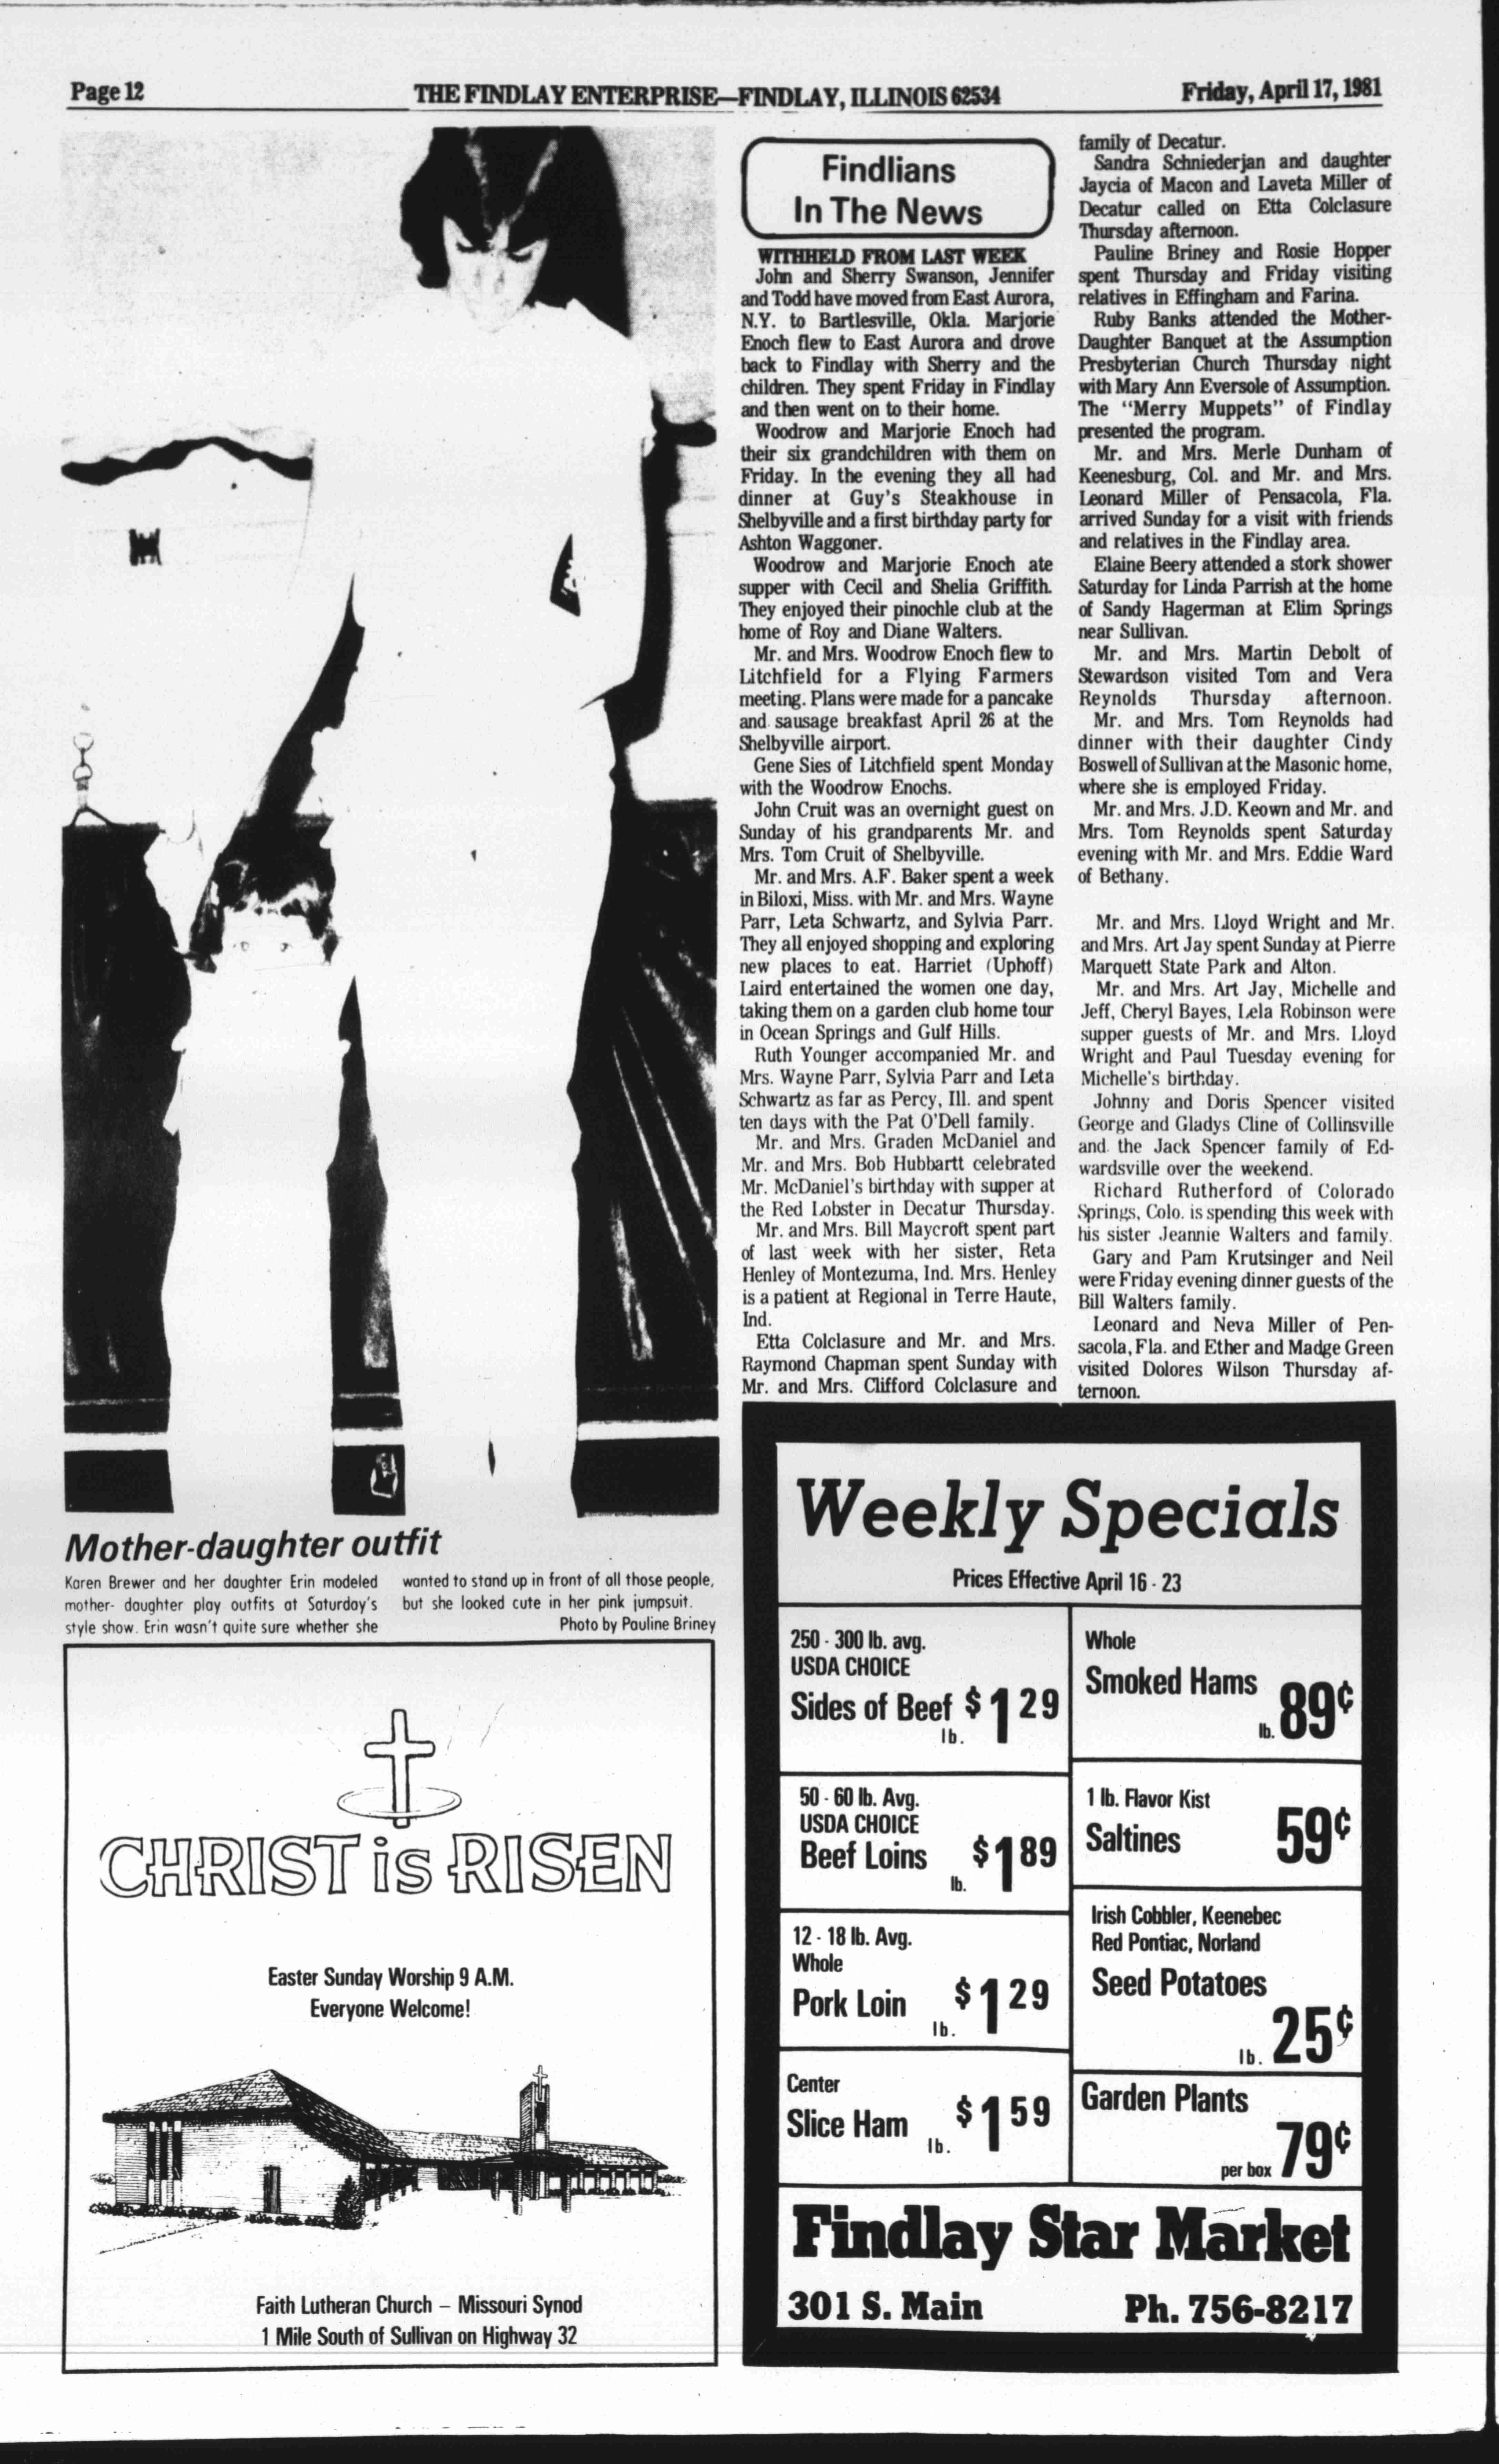 Page 12
THE FINDLAY ENTERPRISE—FINDLAY, ILLINOIS 62534
Friday, April 17, 1981
Mother-daughter outfit
Karen Brewer and her daughter Erin modeled
mother- daughter play outfits at Saturday's
style show. Erin wasn't quite sure whether she
wanted to stand up in front of all those people,
but she looked cute in her pink jumpsuit.
Photo by Pauline Briney
CHRIST is RISEN
Easter Sunday Worship 9 A.M.
Everyone Welcome!
Faith Lutheran Church – Missouri Synod
1 Mile South of Sullivan on Highway 32
Findlians
In The News
WITHHELD FROM LAST WEEK
John and Sherry Swanson, Jennifer
and Todd have moved from East Aurora,
N.Y. to Bartlesville, Okla. Marjorie
Enoch flew to East Aurora and drove
back to Findlay with Sherry and the
children. They spent Friday in Findlay
and then went on to their home.
Woodrow and Marjorie Enoch had
their six grandchildren with them on
Friday. In the evening they all had
dinner at Guy's Steakhouse in
Shelbyville and a first birthday party for
Ashton Waggoner.
Woodrow and Marjorie Enoch ate
supper with Cecil and Shelia Griffith.
They enjoyed their pinochle club at the
home of Roy and Diane Walters.
Mr. and Mrs. Woodrow Enoch flew to
Litchfield for a Flying Farmers
meeting. Plans were made for a pancake
and sausage breakfast April 26 at the
Shelbyville airport.
Gene Sies of Litchfield spent Monday
with the Woodrow Enochs.
John Cruit was an overnight guest on
Sunday of his grandparents Mr. and
Mrs. Tom Cruit of Shelbyville.
Mr. and Mrs. A.F. Baker spent a week
in Biloxi, Miss. with Mr. and Mrs. Wayne
Parr, Leta Schwartz, and Sylvia Parr.
They all enjoyed shopping and exploring
new places to eat. Harriet (Uphoff)
Laird entertained the women one day,
taking them on a garden club home tour
in Ocean Springs and Gulf Hills.
Ruth Younger accompanied Mr. and
Mrs. Wayne Parr, Sylvia Parr and Leta
Schwartz as far as Percy, Ill. and spent
ten days with the Pat O'Dell family.
Mr. and Mrs. Graden McDaniel and
Mr. and Mrs. Bob Hubbartt celebrated
Mr. McDaniel's birthday with supper at
the Red Lobster in Decatur Thursday.
Mr. and Mrs. Bill Maycroft spent part
of last week with her sister, Reta
Henley of Montezuma, Ind. Mrs. Henley
is a patient at Regional in Terre Haute,
Ind.
Etta Colclasure and Mr. and Mrs.
Raymond Chapman spent Sunday with
Mr. and Mrs. Clifford Colclasure and
family of Decatur.
Sandra Schniederjan and daughter
Jaycia of Macon and Laveta Miller of
Decatur called on Etta Colclasure
Thursday afternoon.
Pauline Briney and Rosie Hopper
spent Thursday and Friday visiting
relatives in Effingham and Farina.
Ruby Banks attended the Mother-
Daughter Banquet at the Assumption
Presbyterian Church Thursday night
with Mary Ann Eversole of Assumption.
The "Merry Muppets" of Findlay
presented the program.
Mr. and Mrs. Merle Dunham of
Keenesburg, Col. and Mr. and Mrs.
Leonard Miller of Pensacola, Fla.
arrived Sunday for a visit with friends
and relatives in the Findlay area.
Elaine Beery attended a stork shower
Saturday for Linda Parrish at the home
of Sandy Hagerman at Elim Springs
near Sullivan.
Mr. and Mrs. Martin Debolt of
Stewardson visited Tom and Vera
Reynolds Thursday afternoon.
Mr. and Mrs. Tom Reynolds had
dinner with their daughter Cindy
Boswell of Sullivan at the Masonic home,
where she is employed Friday.
Mr. and Mrs. J.D. Keown and Mr. and
Mrs. Tom Reynolds spent Saturday
evening with Mr. and Mrs. Eddie Ward
of Bethany.
Mr. and Mrs. Lloyd Wright and Mr.
and Mrs. Art Jay spent Sunday at Pierre
Marquett State Park and Alton.
Mr. and Mrs. Art Jay, Michelle and
Jeff, Cheryl Bayes, Lela Robinson were
supper guests of Mr. and Mrs. Lloyd
Wright and Paul Tuesday evening for
Michelle's birthday.
Johnny and Doris Spencer visited
George and Gladys Cline of Collinsville
and the Jack Spencer family of Ed-
wardsville over the weekend.
Richard Rutherford of Colorado
Springs, Colo. is spending this week with
his sister Jeannie Walters and family.
Gary and Pam Krutsinger and Neil
were Friday evening dinner guests of the
Bill Walters family.
Leonard and Neva Miller of Pen-
sacola, Fla. and Ether and Madge Green
visited Dolores Wilson Thursday af-
ternoon.
Weekly Specials
Prices Effective April 16 - 23
250 - 300 lb. avg.
USDA CHOICE
Sides of Beef $1 29
lb.
50 - 60 lb. Avg.
USDA CHOICE
Beef Loins $1 89
lb.
12 - 18 lb. Avg.
Whole
Pork Loin $1 29
lb.
Center
Slice Ham $1 59
lb.
Whole
Smoked Hams
lb. 89¢
1 lb. Flavor Kist
Saltines 59¢
Irish Cobbler, Keenebec
Red Pontiac, Norland
Seed Potatoes
lb. 25¢
Garden Plants
per box 79¢
Findlay Star Market
301 S. Main Ph. 756-8217